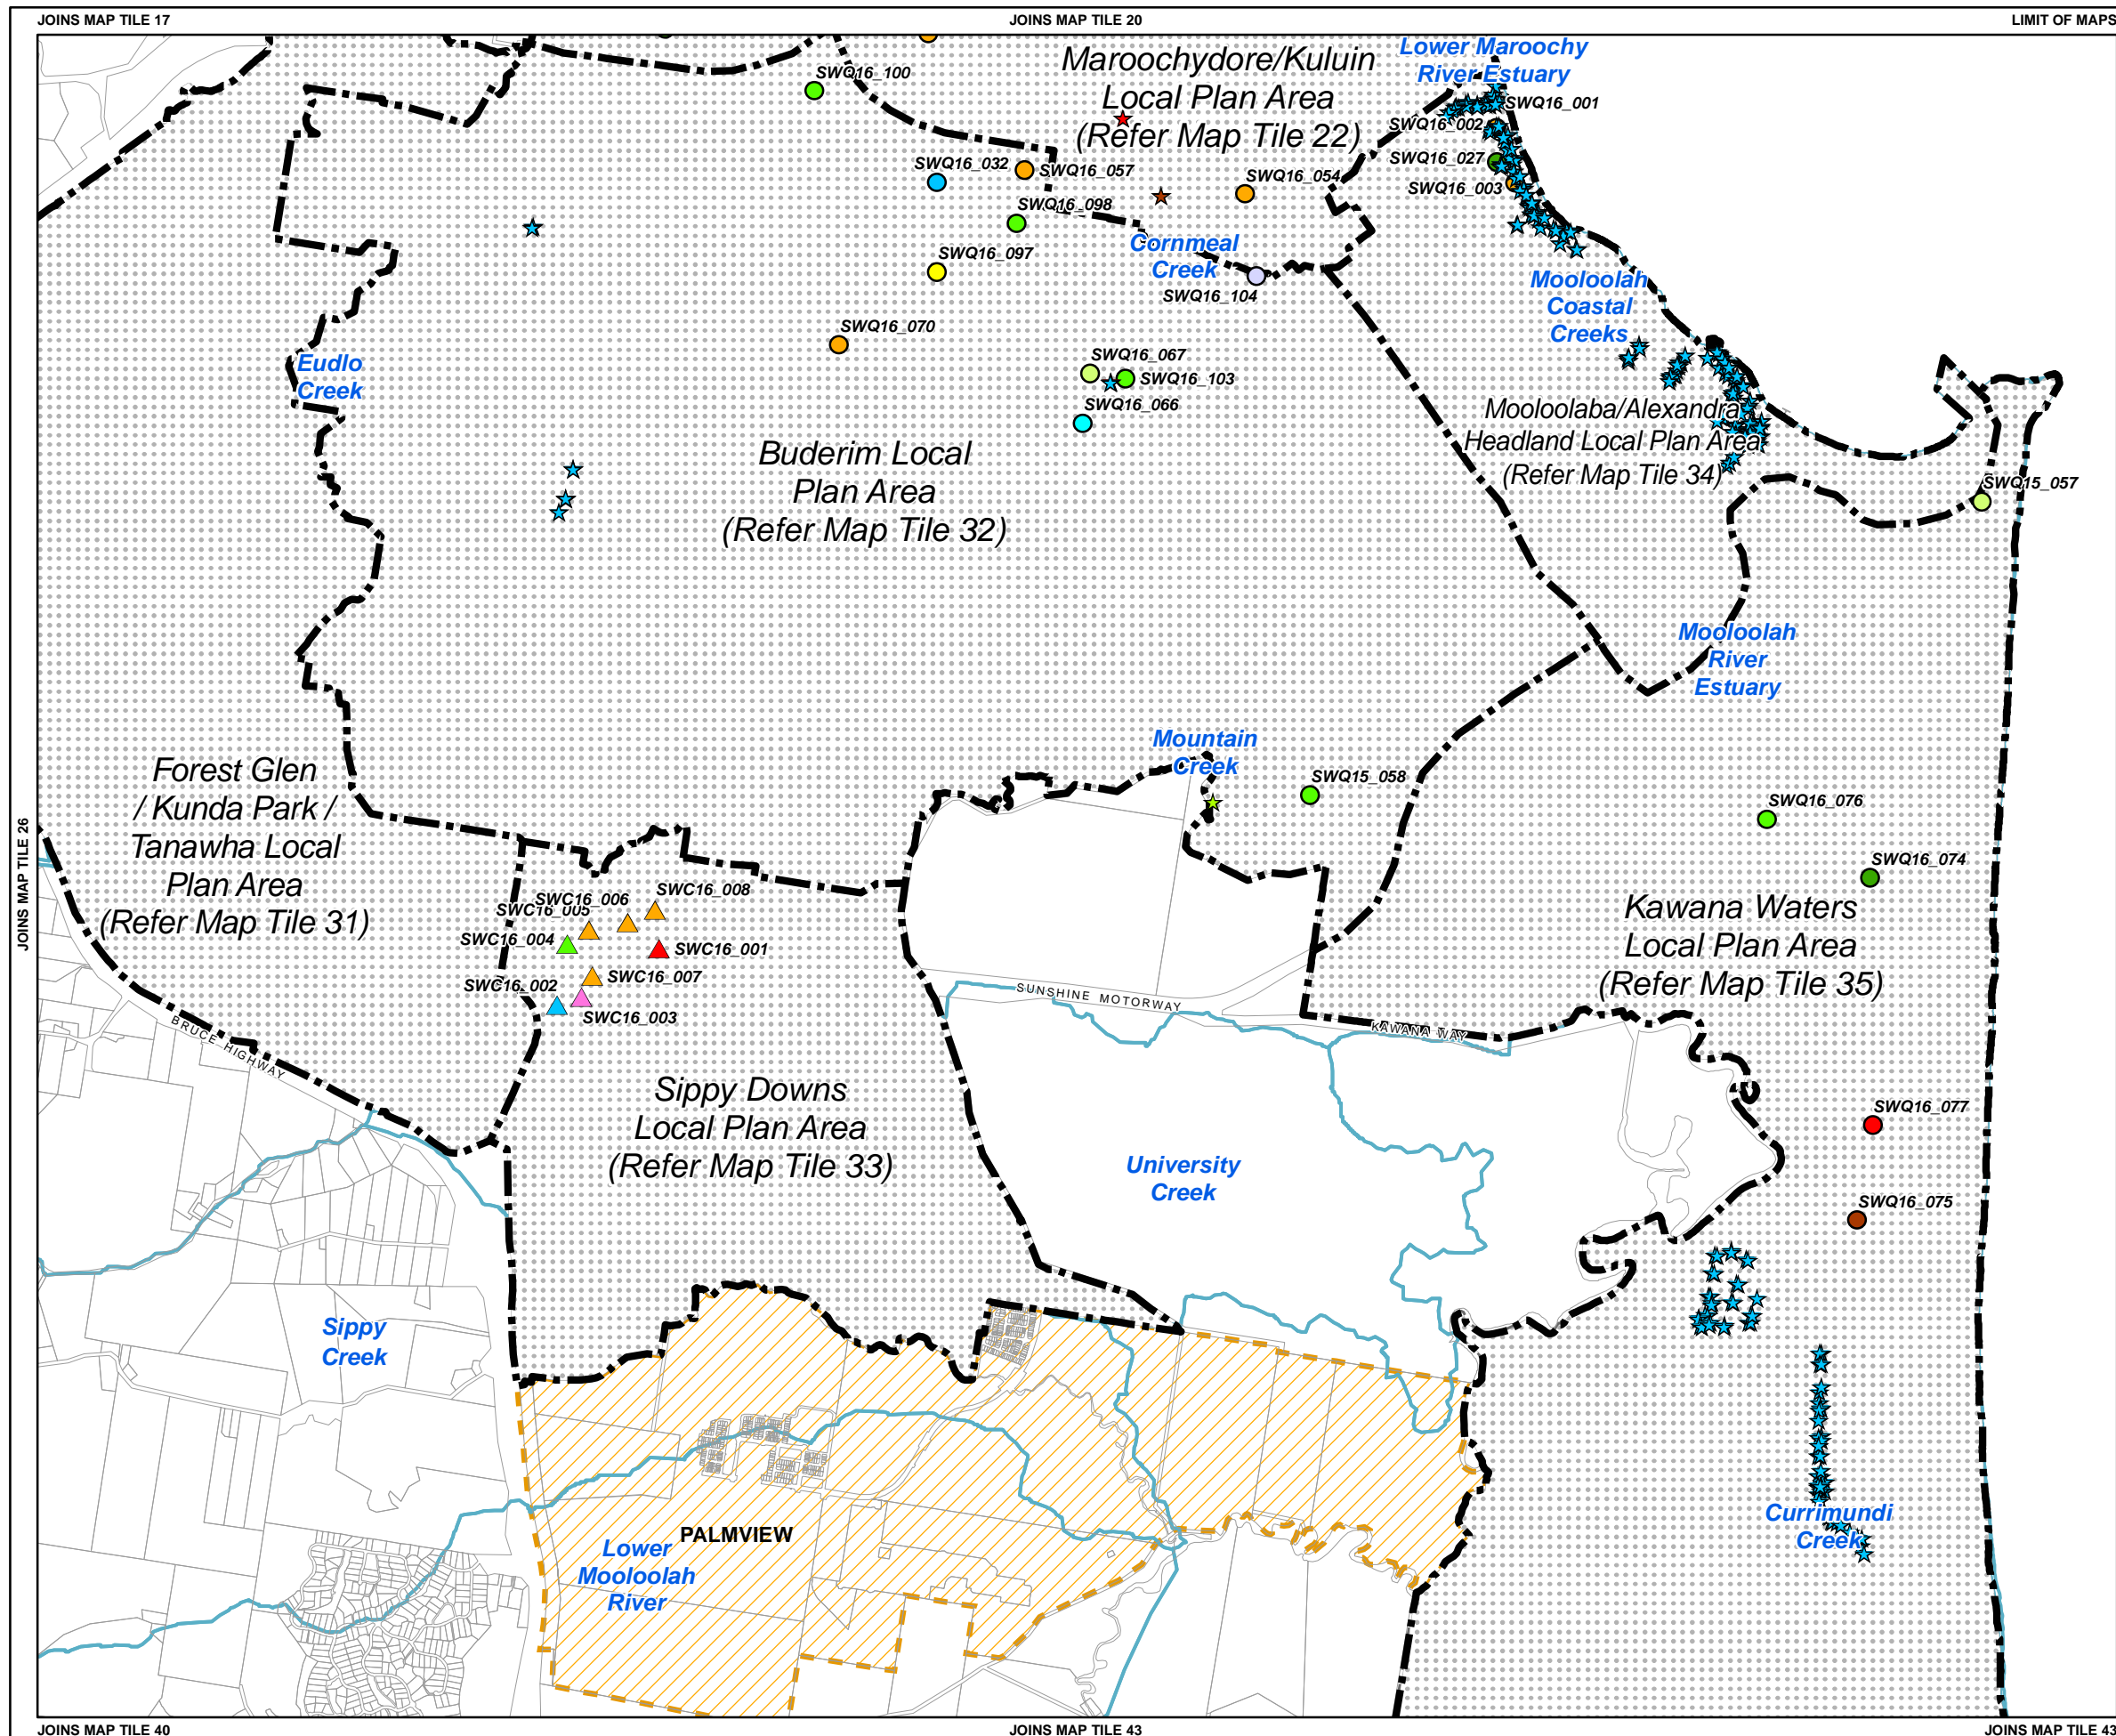 JOINS MAP TILE 17
JOINS MAP TILE 20
LIMIT OF MAPS
Maroochydore/Kuluin
Local Plan Area
(Refer Map Tile 22)
Lower Maroochy
River Estuary
SWQ16_100
SWQ16_001
SWQ16_002
SWQ16_027
SWQ16_003
SWQ16_032
SWQ16_057
SWQ16_054
SWQ16_098
Cornmeal
Creek
SWQ16_097
SWQ16_104
Mooloolah
Coastal
Creeks
SWQ16_070
Eudlo
Creek
SWQ16_067
SWQ16_103
SWQ16_066
Mooloolaba/Alexandra
Headland Local Plan Area
(Refer Map Tile 34)
Buderim Local
Plan Area
(Refer Map Tile 32)
SWQ15_057
Mooloolah
River
Estuary
Mountain
Creek
SWQ15_058
SWQ16_076
Forest Glen
/ Kunda Park /
Tanawha Local
Plan Area
(Refer Map Tile 31)
JOINS MAP TILE 26
SWQ16_074
SWC16_008
SWC16_006
SWC16_005
SWC16_004
SWC16_001
SWC16_007
SWC16_002
SWC16_003
Kawana Waters
Local Plan Area
(Refer Map Tile 35)
SUNSHINE MOTORWAY
KAWANA WAY
BRUCE HIGHWAY
Sippy Downs
Local Plan Area
(Refer Map Tile 33)
SWQ16_077
University
Creek
SWQ16_075
Sippy
Creek
Currimundi
Creek
PALMVIEW
Lower
Mooloolah
River
JOINS MAP TILE 40
JOINS MAP TILE 43
JOINS MAP TILE 43